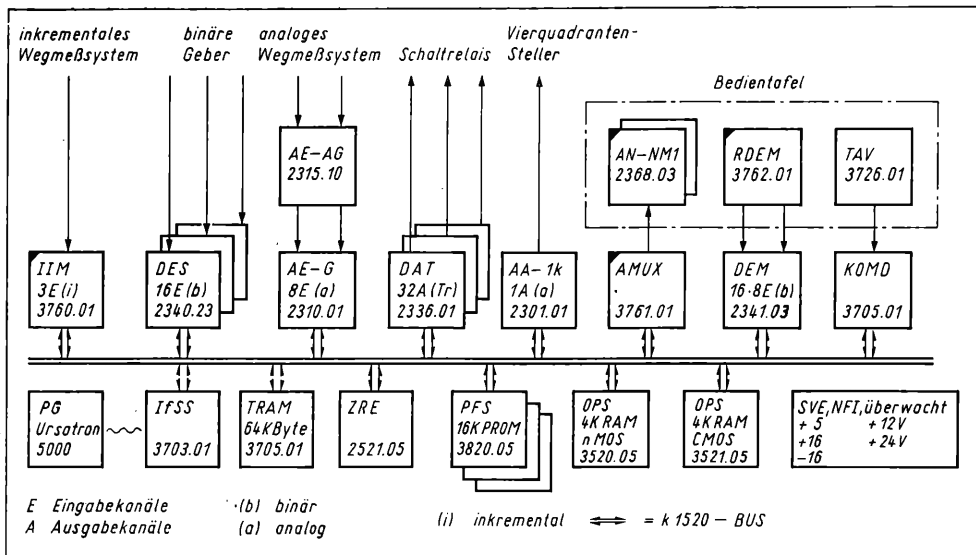 inkrementales
Wegmeßsystem
binäre
Geber
analoges
Wegmeßsystem
Schaltrelais
Vierquadranten-
Steller
Bedientafel
AE-AG
2315.10
AN-NM1
2368.03
RDEM
3762.01
TAV
3726.01
IIM
3E (i)
3760.01
DES
16E (b)
2340.23
AE-G
8E (a)
2310.01
DAT
32A (Tr)
2336.01
AA-1k
1A (a)
2301.01
AMUX
3761.01
DEM
16·8E (b)
2341.03
KOMD
3705.01
PG
Ursatron
5000
IfSS
3703.01
TRAM
64KByte
3705.01
ZRE
2521.05
PFS
16K PROM
3820.05
OPS
4K RAM
nMOS
3520.05
OPS
4K RAM
CMOS
3521.05
SVE, NFI, überwacht
+ 5 +12V
+16 +24V
-16
E Eingabekanäle
A Ausgabekanäle
(b) binär
(a) analog
(i) inkremental
= k 1520 – BUS